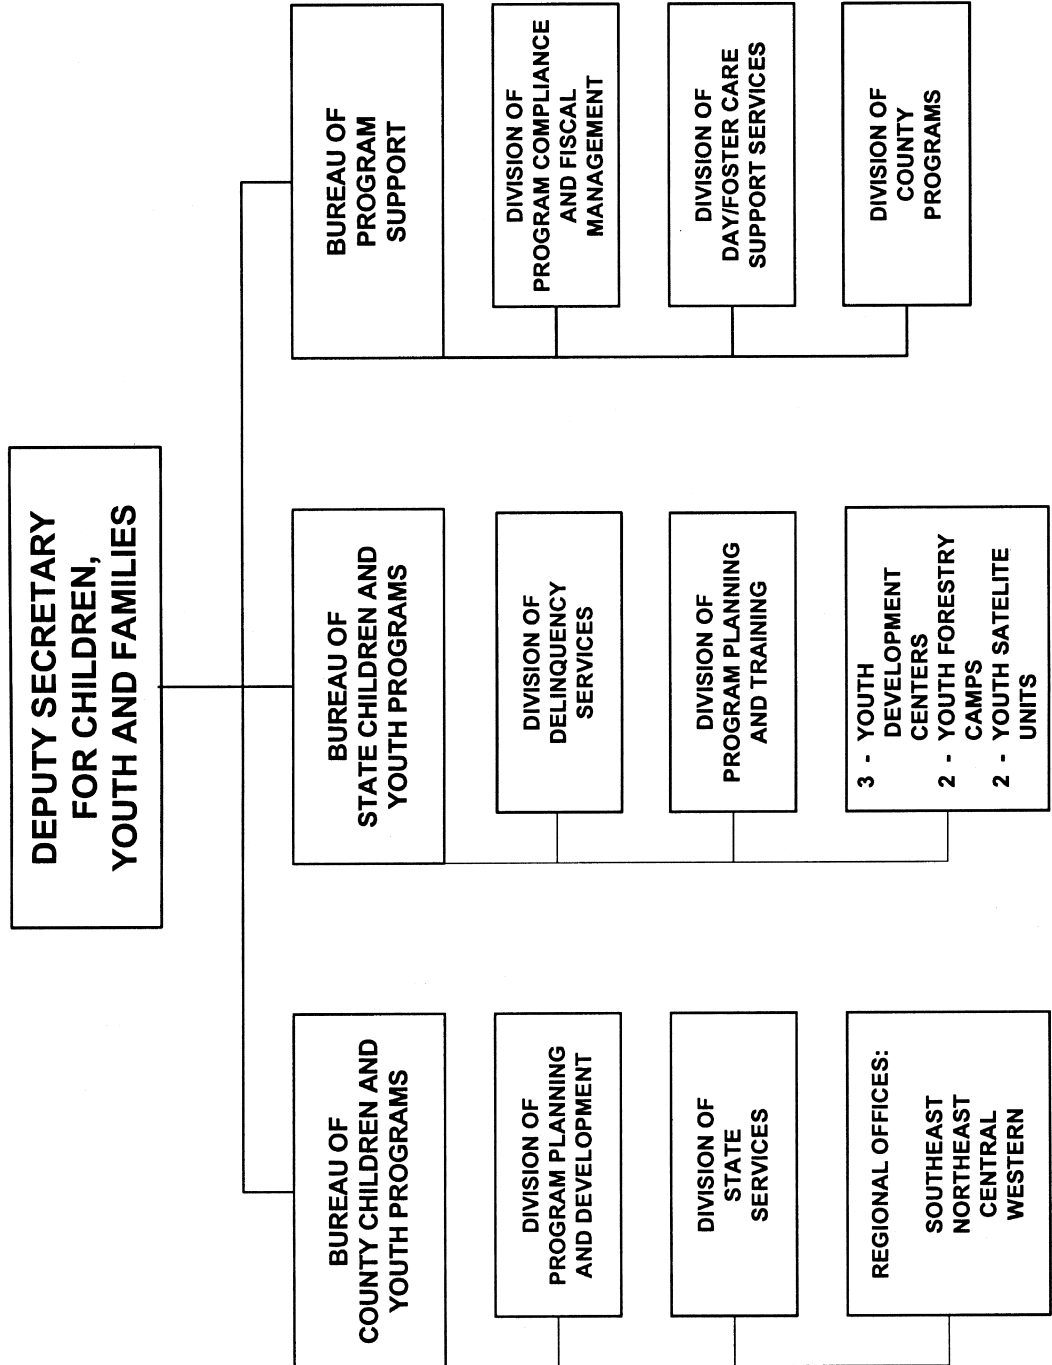 DEPUTY SECRETARY
FOR CHILDREN,
YOUTH AND FAMILIES
BUREAU OF
COUNTY CHILDREN AND
YOUTH PROGRAMS
DIVISION OF
PROGRAM PLANNING
AND DEVELOPMENT
DIVISION OF
STATE
SERVICES
REGIONAL OFFICES:
SOUTHEAST
NORTHEAST
CENTRAL
WESTERN
BUREAU OF
STATE CHILDREN AND
YOUTH PROGRAMS
DIVISION OF
DELINQUENCY
SERVICES
DIVISION OF
PROGRAM PLANNING
AND TRAINING
3 - YOUTH
DEVELOPMENT
CENTERS
2 - YOUTH FORESTRY
CAMPS
2 - YOUTH SATELITE
UNITS
BUREAU OF
PROGRAM
SUPPORT
DIVISION OF
PROGRAM COMPLIANCE
AND FISCAL
MANAGEMENT
DIVISION OF
DAY/FOSTER CARE
SUPPORT SERVICES
DIVISION OF
COUNTY
PROGRAMS